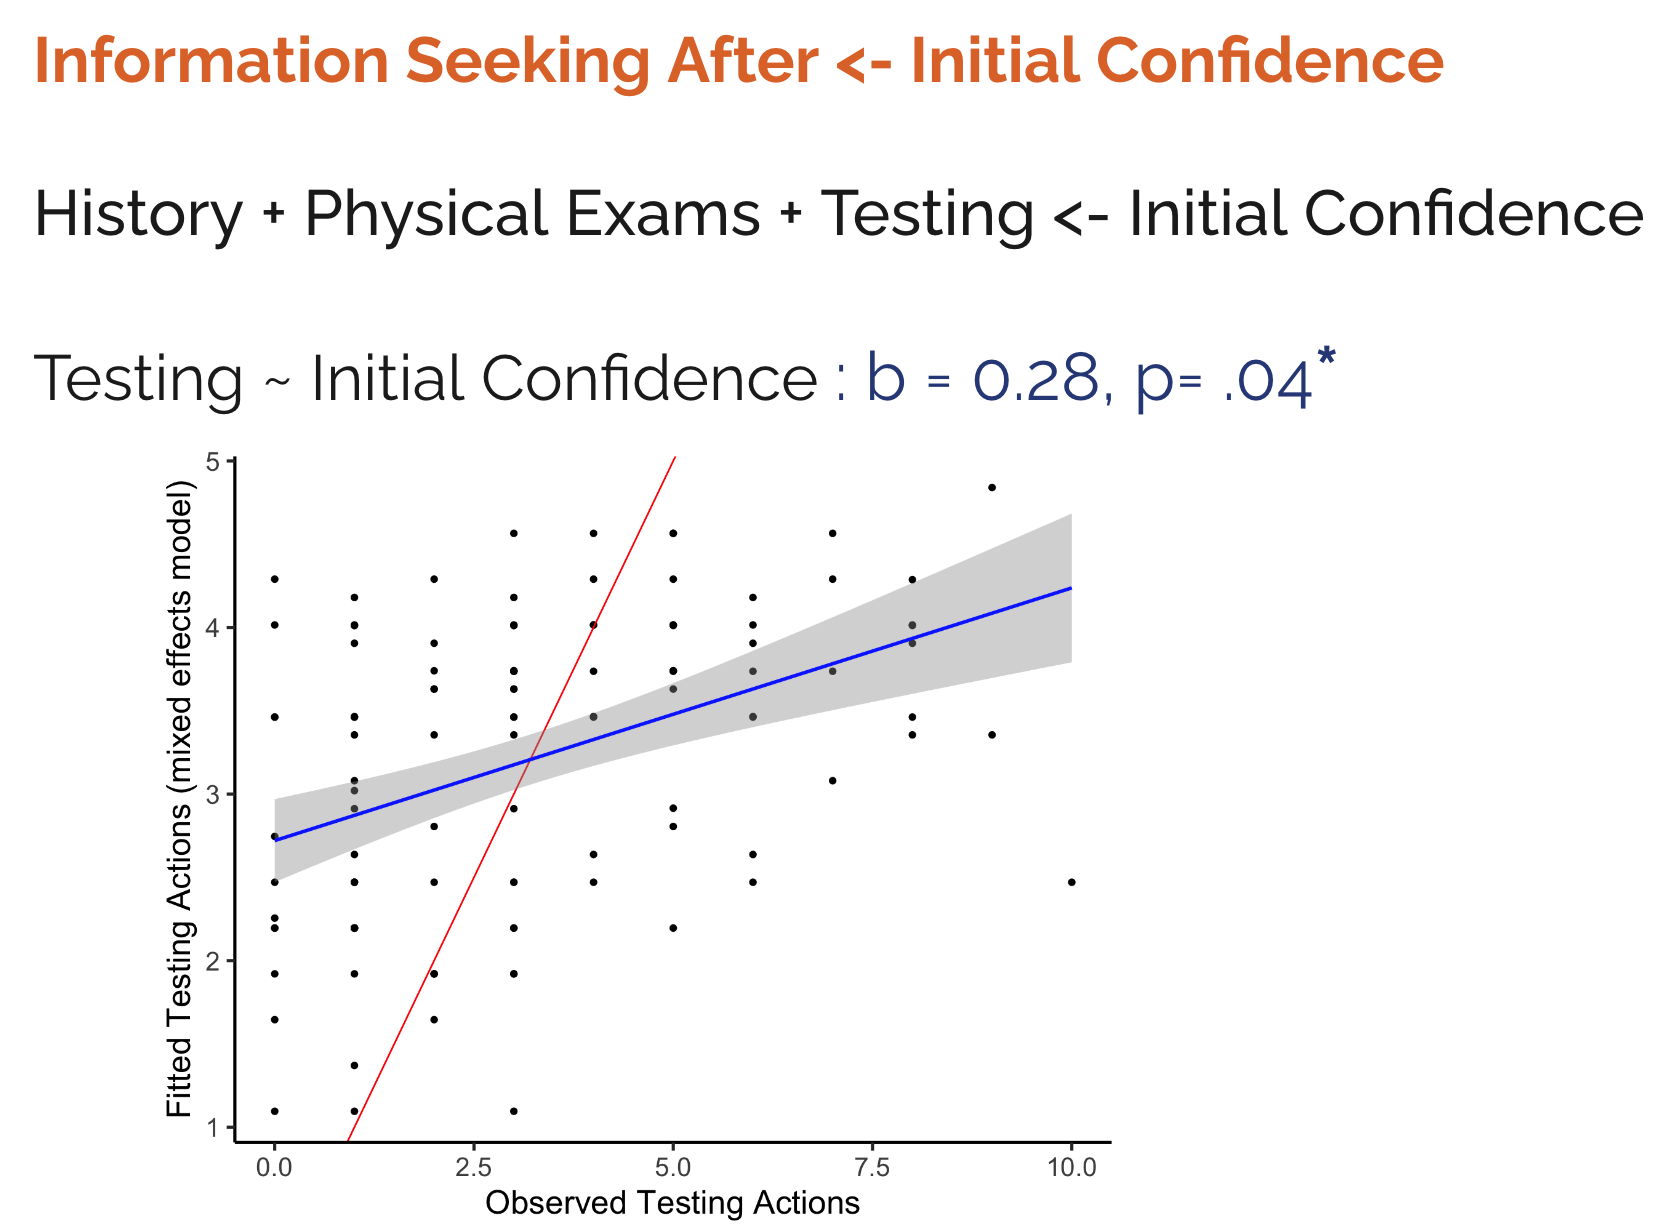 Information Seeking After <- Initial Confidence
History + Physical Exams + Testing <- Initial Confidence
Testing ~ Initial Confidence : b = 0.28, p= .04*
5
4
3
2
1
Fitted Testing Actions (mixed effects model)
0.0 2.5 5.0 7.5 10.0
Observed Testing Actions